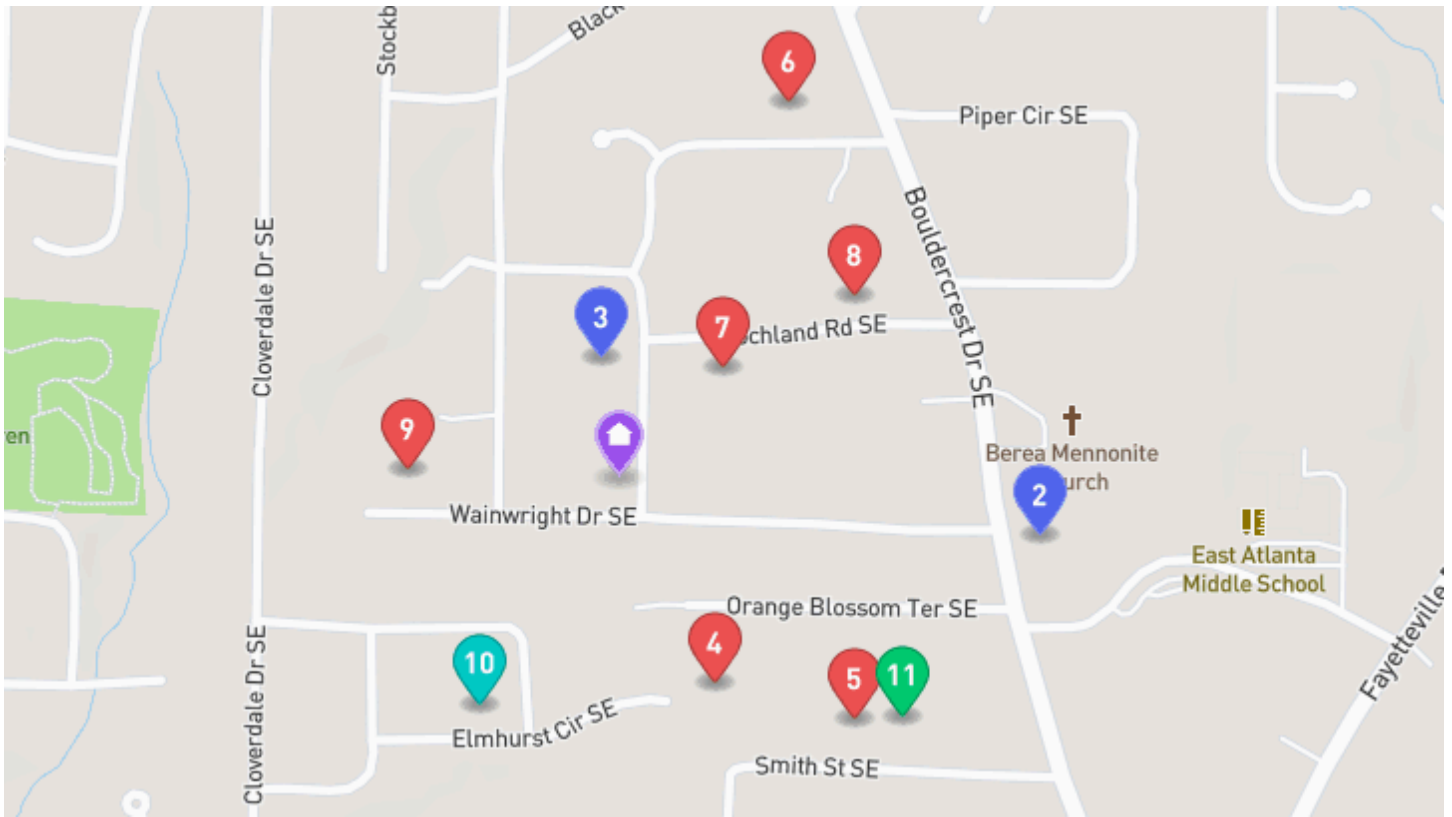 Stockb
Black
6
Piper Cir SE
Bouldercrest Dr SE
Cloverdale Dr SE
8
3
7
chland Rd SE
9
en
Berea Mennonite
urch
2
Wainwright Dr SE
East Atlanta
Middle School
Orange Blossom Ter SE
4
10
5
11
Fayetteville
Cloverdale Dr SE
Elmhurst Cir SE
Smith St SE